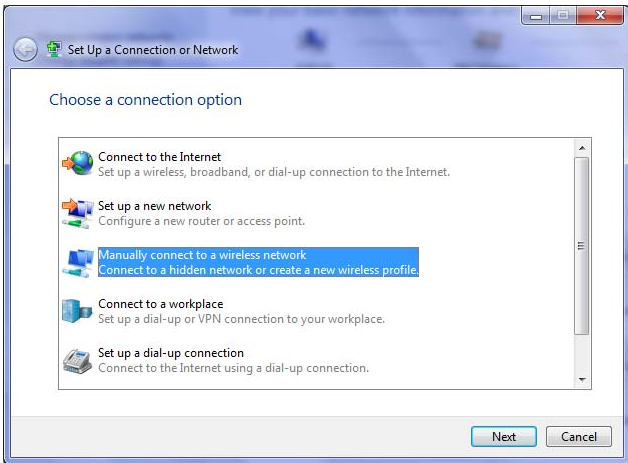 Set Up a Connection or Network
Choose a connection option
Connect to the Internet
Set up a wireless, broadband, or dial-up connection to the Internet.
Set up a new network
Configure a new router or access point.
Manually connect to a wireless network
Connect to a hidden network or create a new wireless profile.
Connect to a workplace
Set up a dial-up or VPN connection to your workplace.
Set up a dial-up connection
Connect to the Internet using a dial-up connection.
Next Cancel